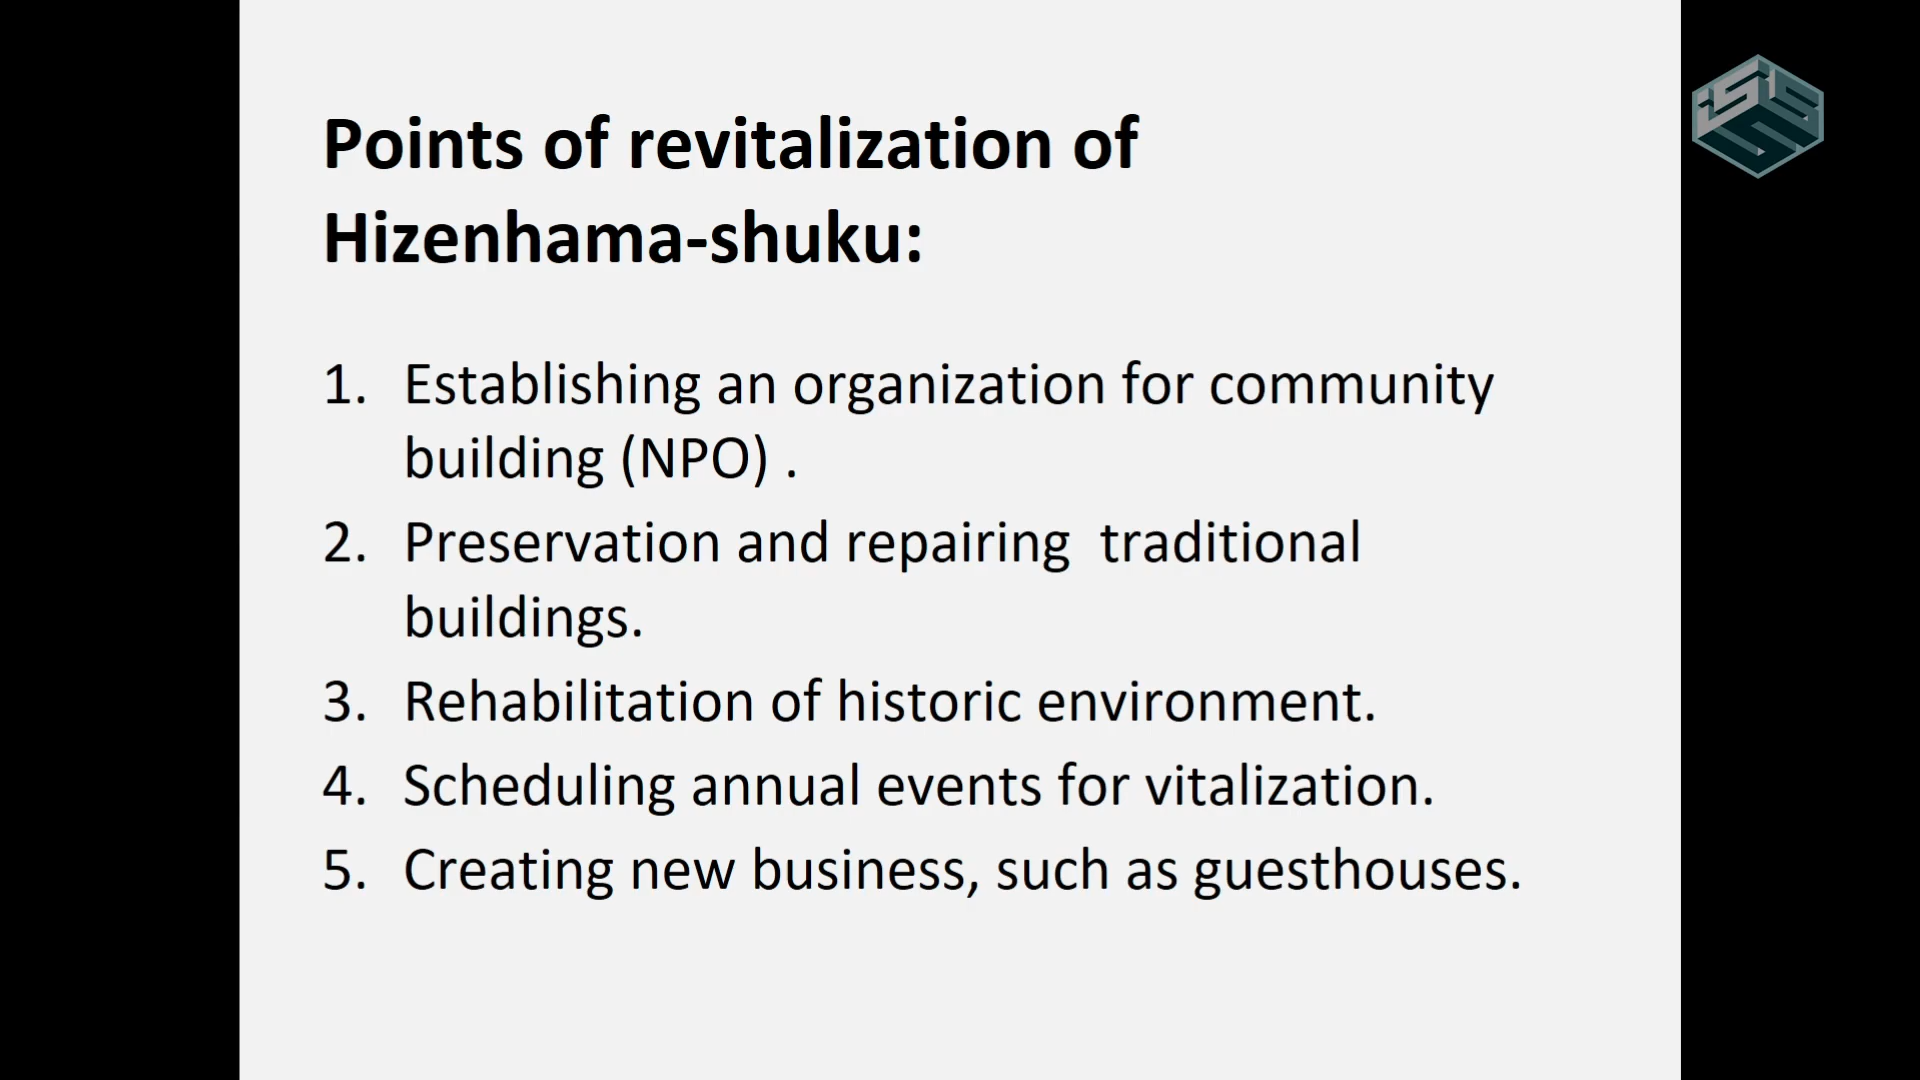 Points of revitalization of
Hizenhama-shuku:
1. Establishing an organization for community
building (NPO) .
2. Preservation and repairing  traditional
buildings.
3. Rehabilitation of historic environment.
4. Scheduling annual events for vitalization.
5. Creating new business, such as guesthouses.